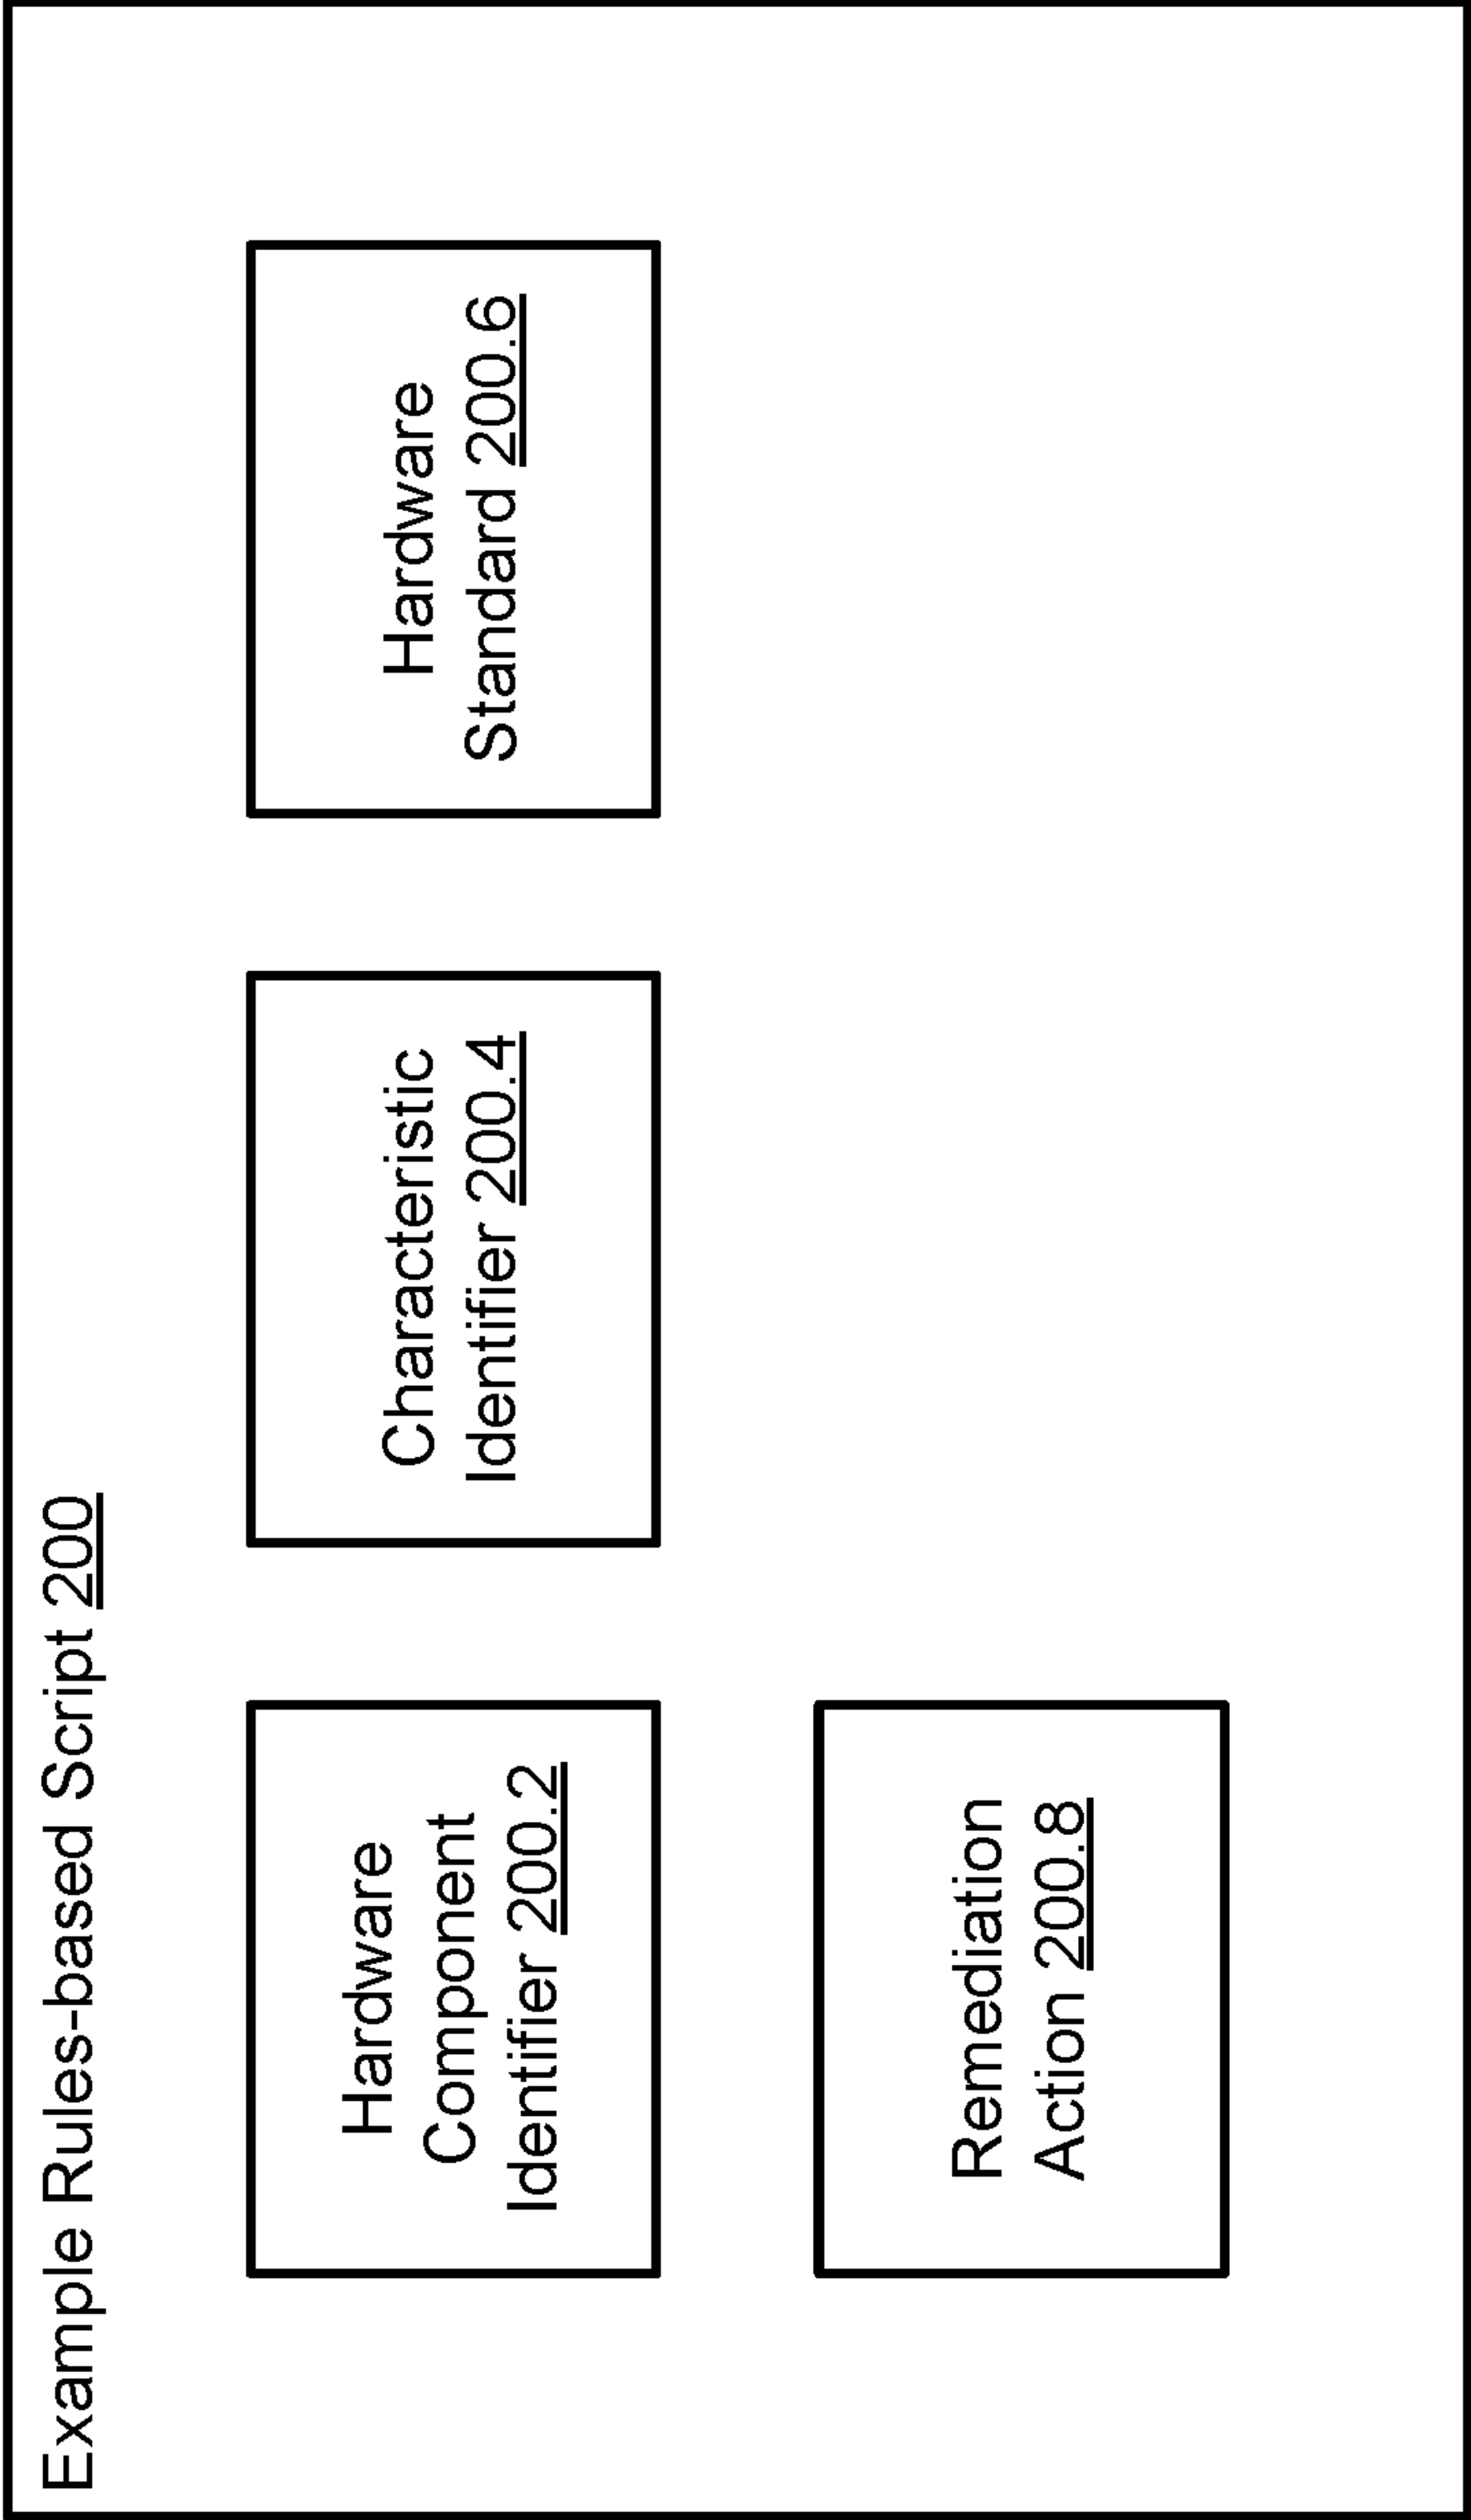 Example Rules-based Script 200
Hardware
Component
Identifier 200.2
Characteristic
Identifier 200.4
Hardware
Standard 200.6
Remediation
Action 200.8